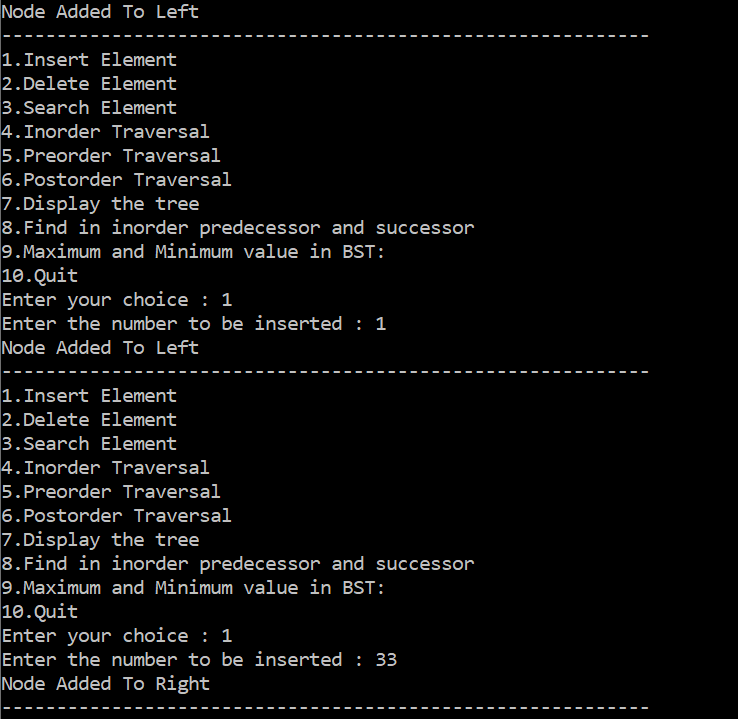 Node Added To Left
-----------------------------------------------------------
1.Insert Element
2.Delete Element
3.Search Element
4.Inorder Traversal
5.Preorder Traversal
6.Postorder Traversal
7.Display the tree
8.Find in inorder predecessor and successor
9.Maximum and Minimum value in BST:
10.Quit
Enter your choice : 1
Enter the number to be inserted : 1
Node Added To Left
-----------------------------------------------------------
1.Insert Element
2.Delete Element
3.Search Element
4.Inorder Traversal
5.Preorder Traversal
6.Postorder Traversal
7.Display the tree
8.Find in inorder predecessor and successor
9.Maximum and Minimum value in BST:
10.Quit
Enter your choice : 1
Enter the number to be inserted : 33
Node Added To Right
-----------------------------------------------------------